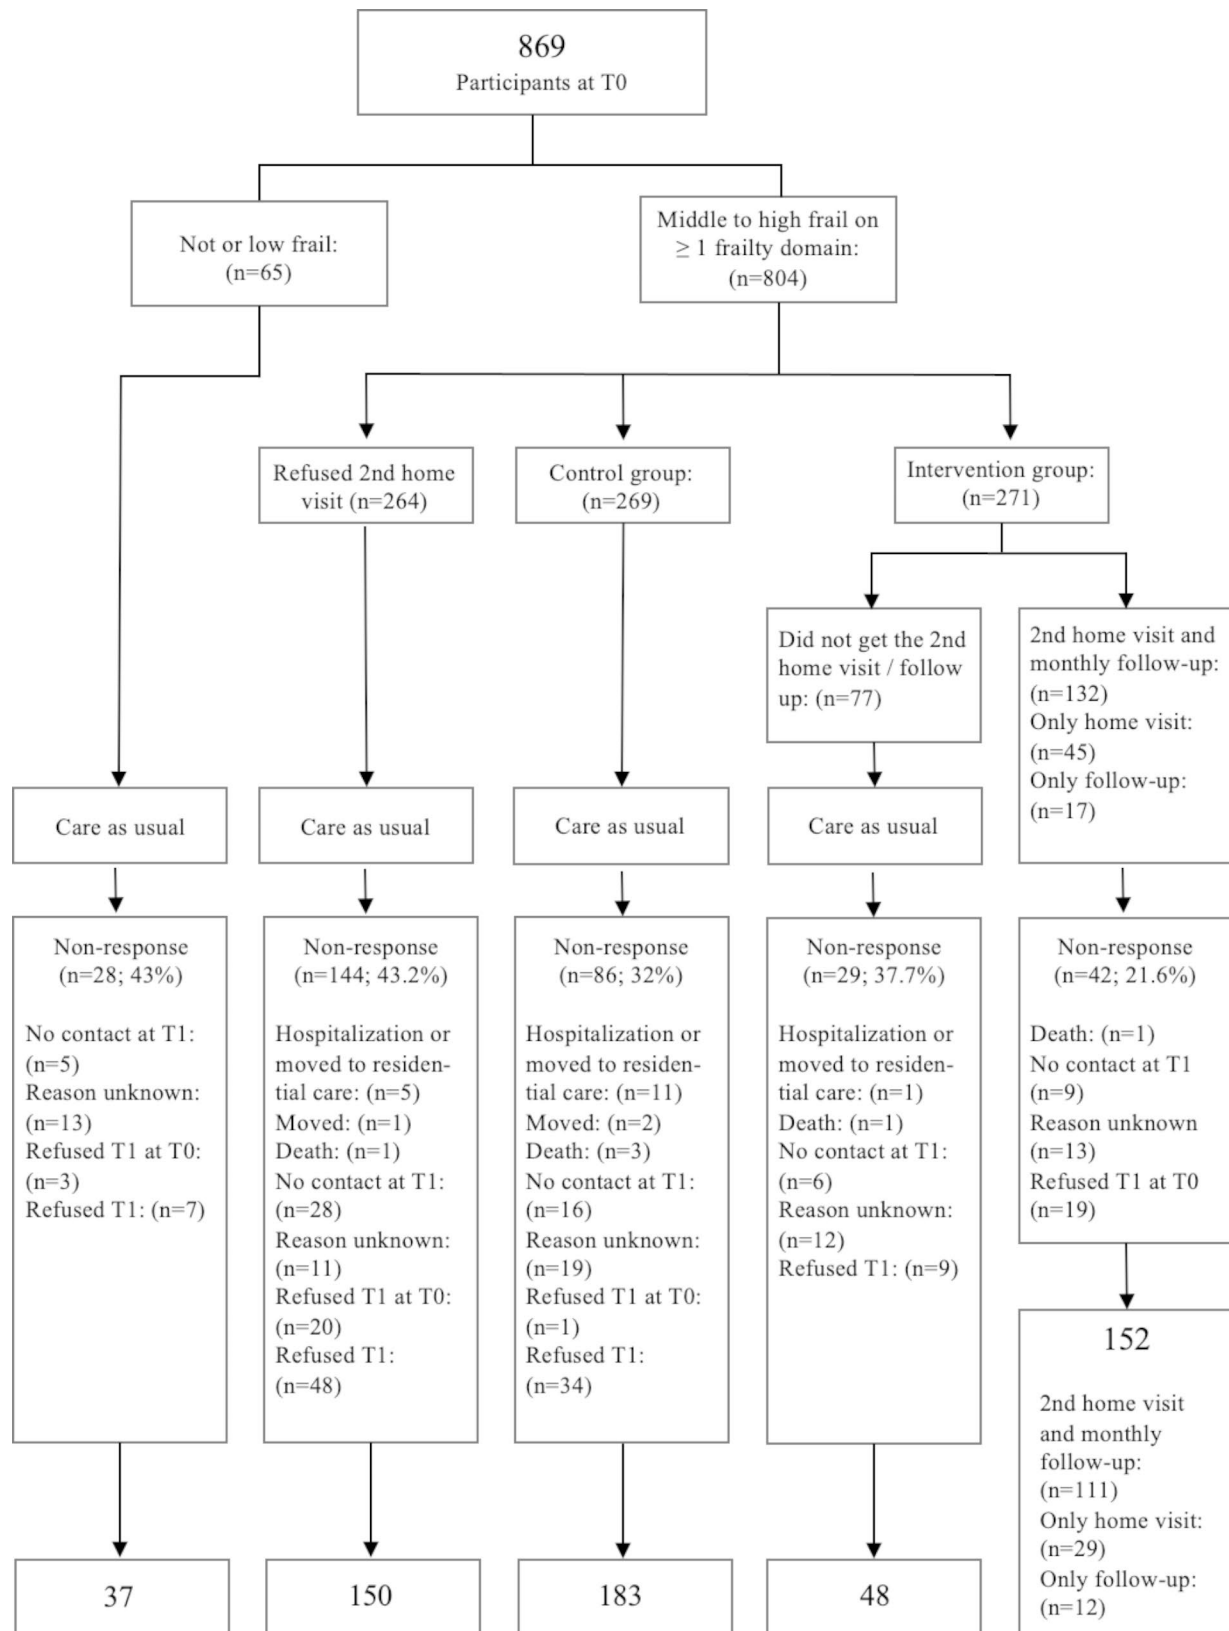 869
Participants at T0
Not or low frail:
(n=65)
Middle to high frail on
≥ 1 frailty domain:
(n=804)
Refused 2nd home
visit (n=264)
Control group:
(n=269)
Intervention group:
(n=271)
Did not get the 2nd
home visit / follow
up: (n=77)
2nd home visit and
monthly follow-up:
(n=132)
Only home visit:
(n=45)
Only follow-up:
(n=17)
Care as usual
Care as usual
Care as usual
Care as usual
Non-response
(n=28; 43%)
No contact at T1:
(n=5)
Reason unknown:
(n=13)
Refused T1 at T0:
(n=3)
Refused T1: (n=7)
Non-response
(n=144; 43.2%)
Hospitalization or
moved to residen-
tial care: (n=5)
Moved: (n=1)
Death: (n=1)
No contact at T1:
(n=28)
Reason unknown:
(n=11)
Refused T1 at T0:
(n=20)
Refused T1:
(n=48)
Non-response
(n=86; 32%)
Hospitalization or
moved to residen-
tial care: (n=11)
Moved: (n=2)
Death: (n=3)
No contact at T1:
(n=16)
Reason unknown:
(n=19)
Refused T1 at T0:
(n=1)
Refused T1:
(n=34)
Non-response
(n=29; 37.7%)
Hospitalization or
moved to residen-
tial care: (n=1)
Death: (n=1)
No contact at T1:
(n=6)
Reason unknown:
(n=12)
Refused T1: (n=9)
Non-response
(n=42; 21.6%)
Death: (n=1)
No contact at T1
(n=9)
Reason unknown
(n=13)
Refused T1 at T0
(n=19)
37
150
183
48
152
2nd home visit
and monthly
follow-up:
(n=111)
Only home visit:
(n=29)
Only follow-up:
(n=12)